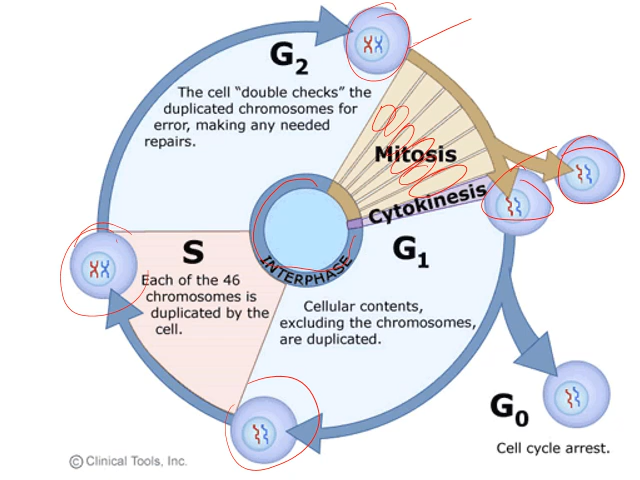 G2
The cell “double checks” the
duplicated chromosomes for
error, making any needed
repairs.
Mitosis
Cytokinesis
S
Each of the 46
chromosomes is
duplicated by the
cell.
INTERPHASE
G1
Cellular contents,
excluding the chromosomes,
are duplicated.
G0
Cell cycle arrest.
© Clinical Tools, Inc.